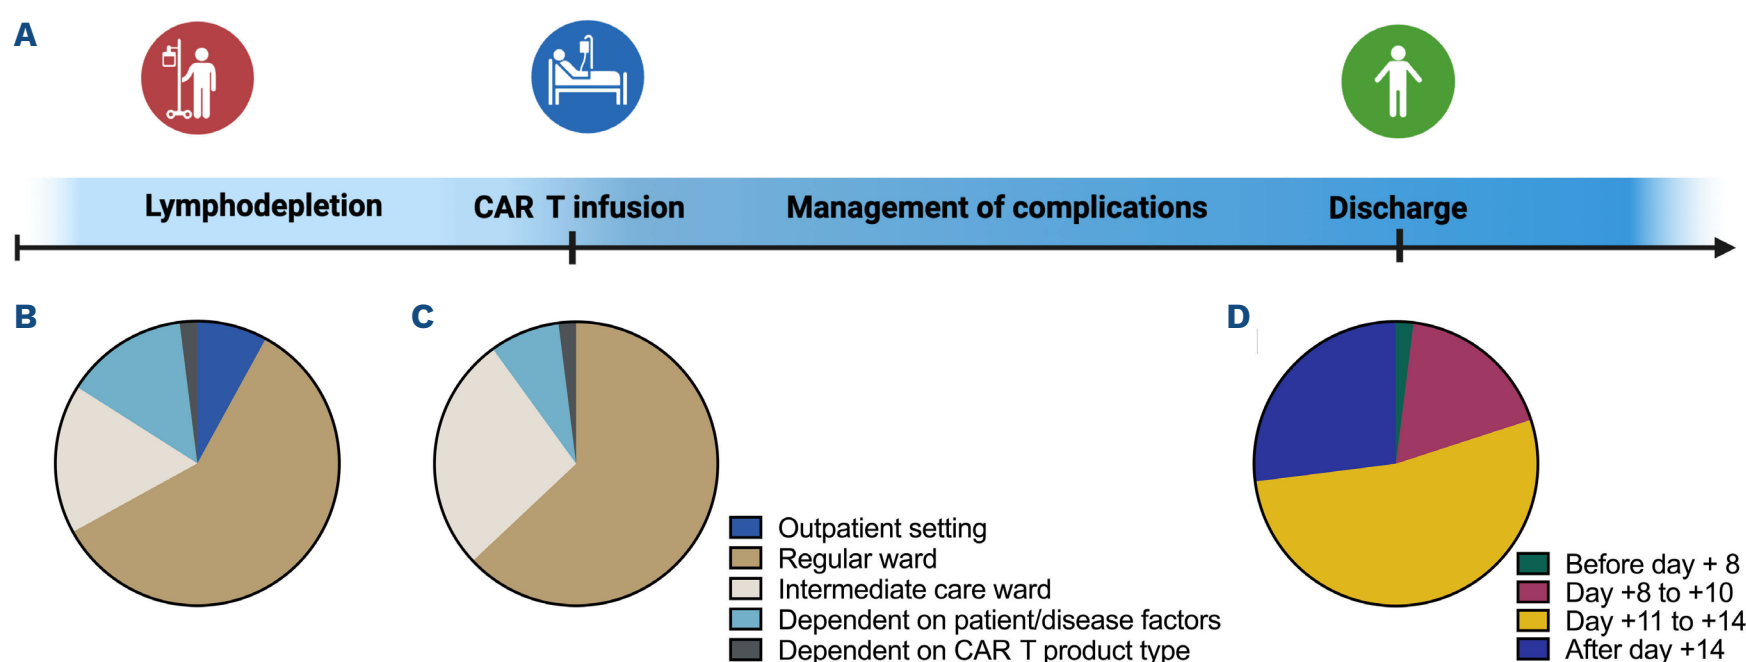 A
Lymphodepletion
CAR T infusion
Management of complications
Discharge
B
C
D
Outpatient setting
Regular ward
Intermediate care ward
Dependent on patient/disease factors
Dependent on CAR T product type
Before day + 8
Day +8 to +10
Day +11 to +14
After day +14